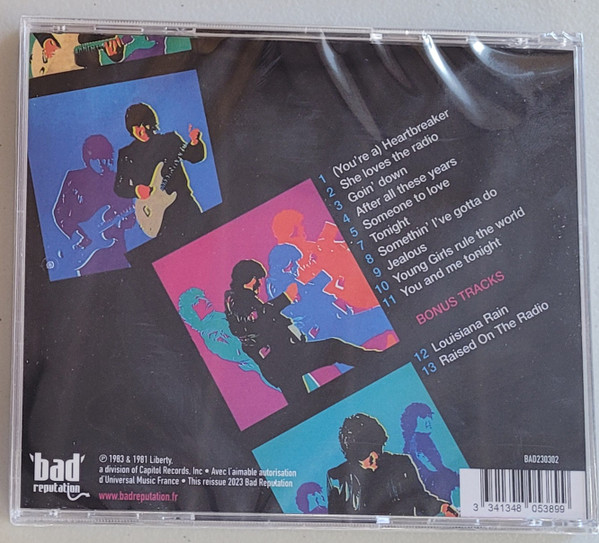 1 (You're a) Heartbreaker
2 She loves the radio
3 Goin' down
4 After all these years
5 Someone to love
7 Tonight
8 Somethin' I've gotta do
9 Jealous
10 Young Girls rule the world
11 You and me tonight
BONUS TRACKS
12 Louisiana Rain
13 Raised On The Radio
bad
reputation
℗ 1983 & 1981 Liberty.
a division of Capitol Records, Inc • Avec l'aimable autorisation
d'Universal Music France • This reissue 2023 Bad Reputation
www.badreputation.fr
BAD230302
3 341348 053899